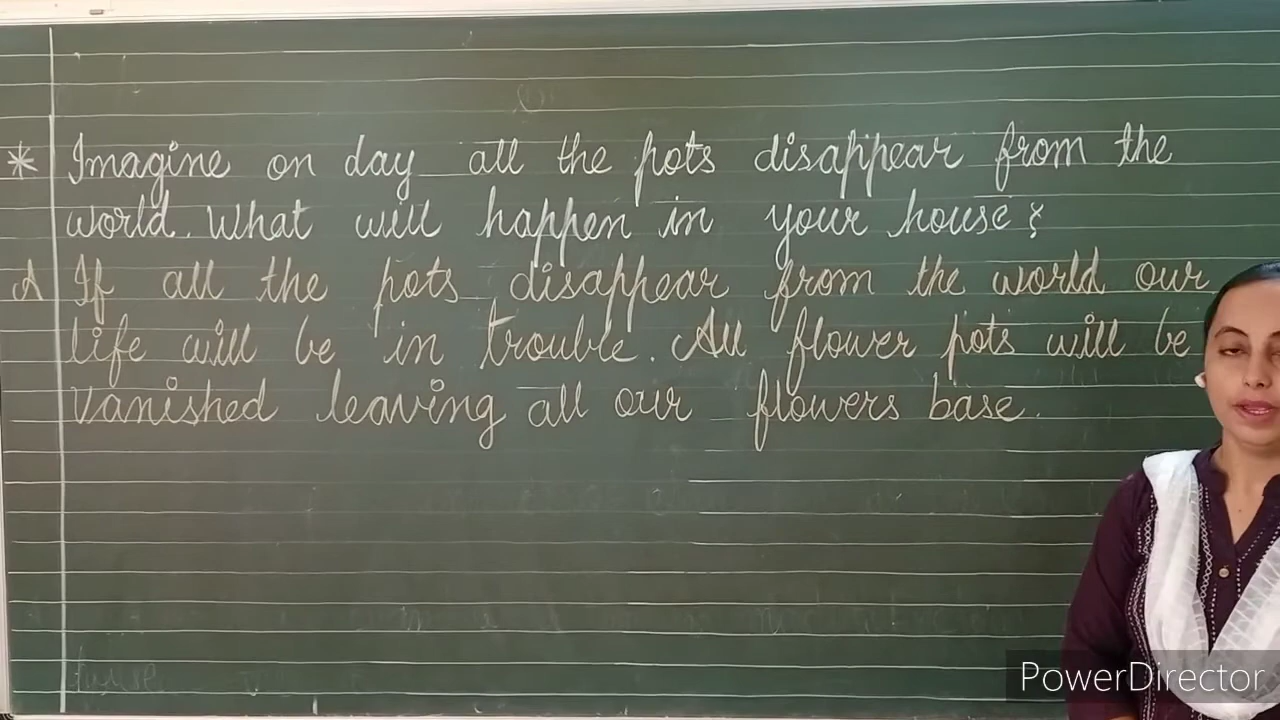 * Imagine on day all the pots disappear from the
world. What will happen in your house?
A If all the pots disappear from the world our
life will be in trouble. All flower pots will be
Vanished leaving all our flowers base.
PowerDirector